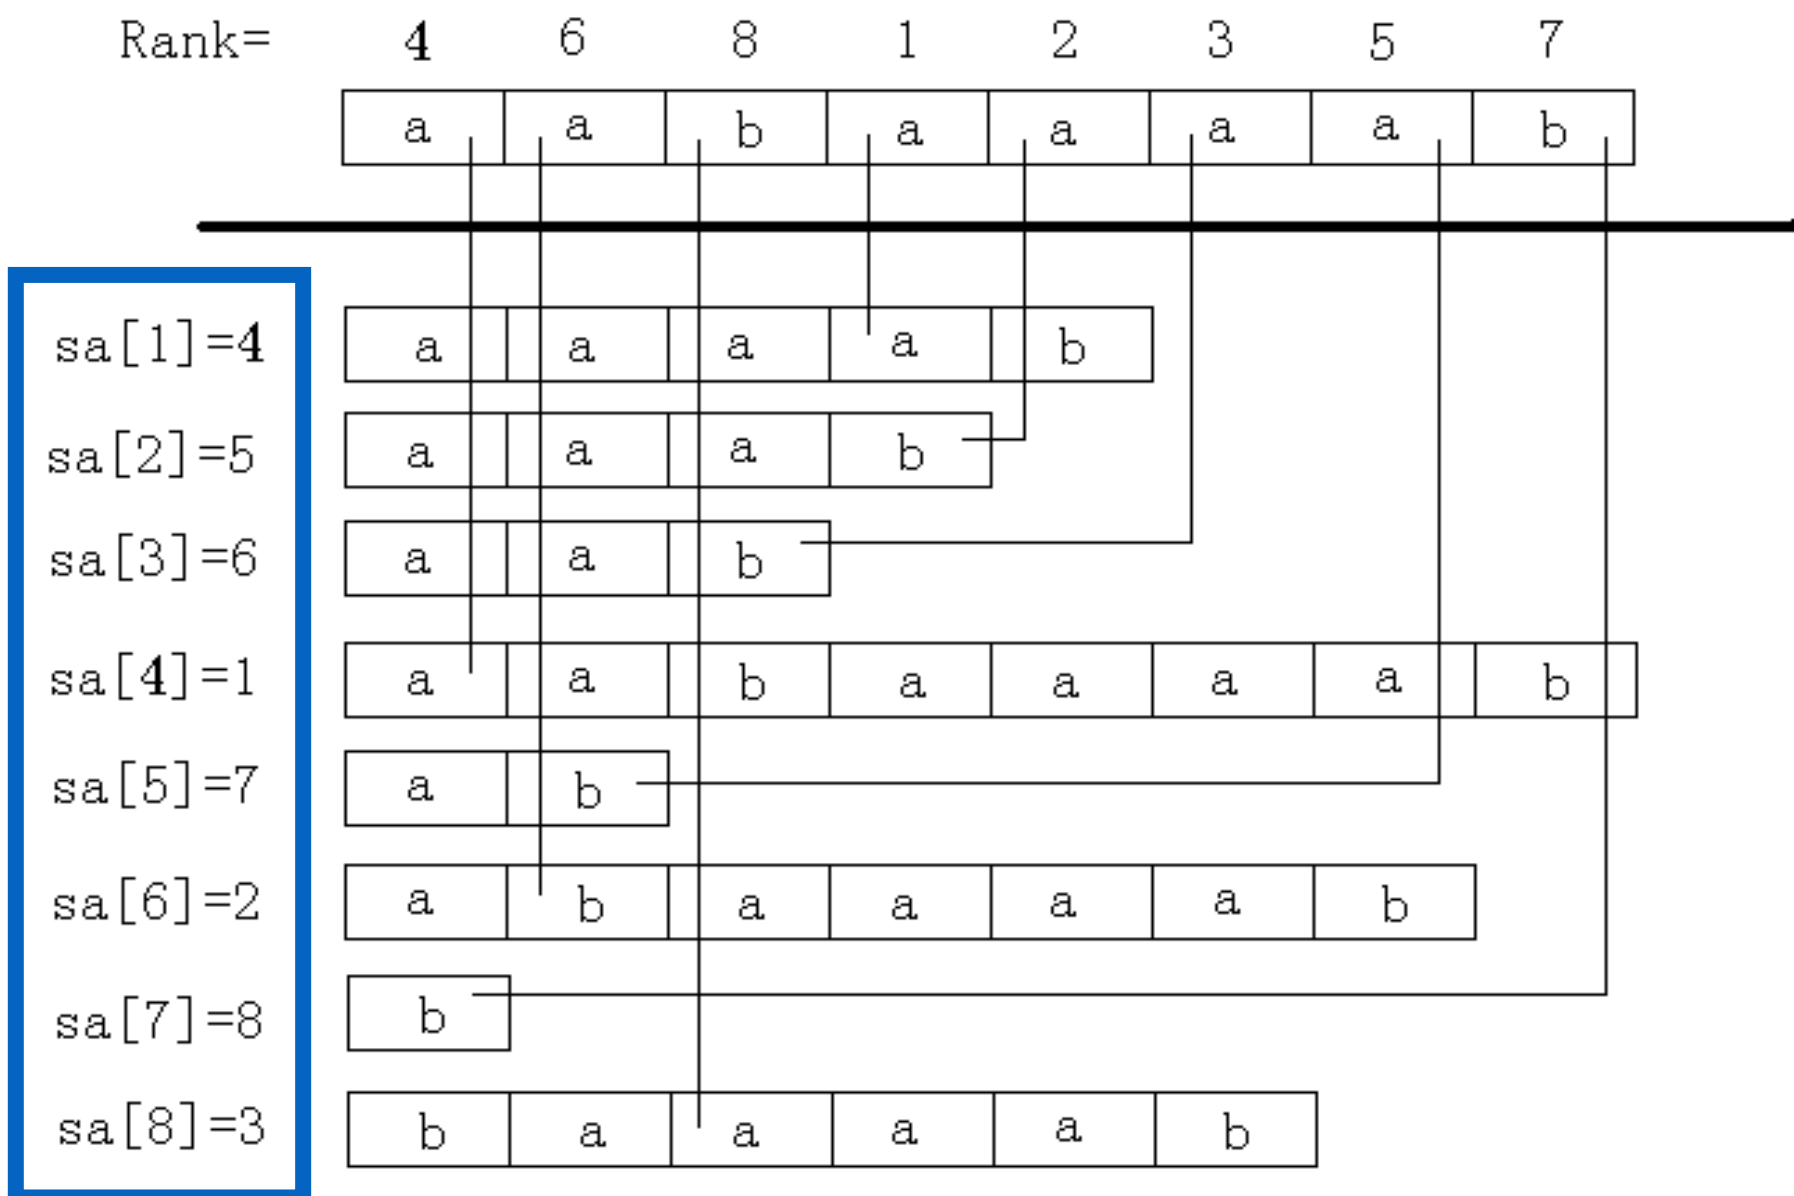 Rank= 4 6 8 1 2 3 5 7
a a b a a a a b
sa[1]=4 a a a a b
sa[2]=5 a a a b
sa[3]=6 a a b
sa[4]=1 a a b a a a a b
sa[5]=7 a b
sa[6]=2 a b a a a a b
sa[7]=8 b
sa[8]=3 b a a a a b